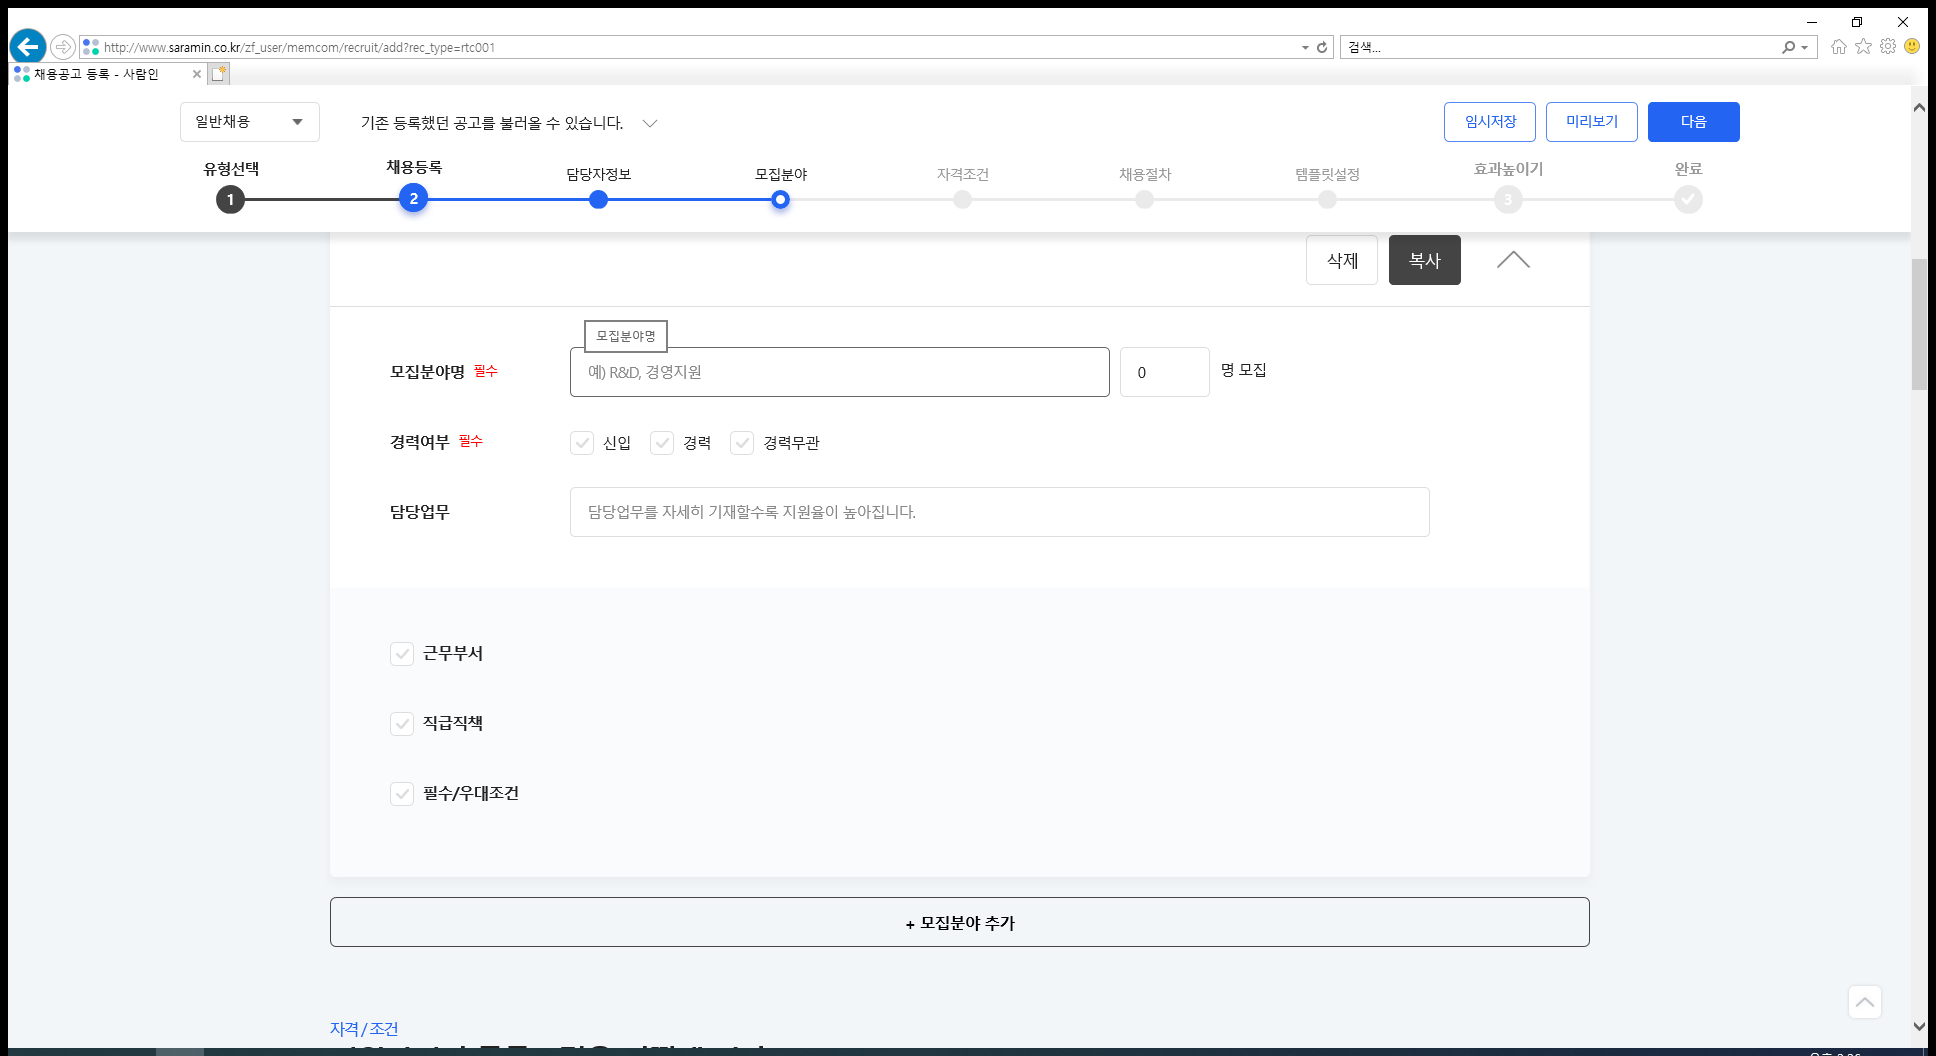 http://www.saramin.co.kr/zf_user/memcom/recruit/add?rec_type=rtc001
검색...
채용공고 등록 - 사람인
일반채용
기존 등록했던 공고를 불러올 수 있습니다.
임시저장
미리보기
다음
유형선택
채용등록
담당자정보
모집분야
자격조건
채용절차
템플릿설정
효과높이기
완료
1
2
3
삭제
복사
모집분야명
모집분야명 필수
예) R&D, 경영지원
0
명 모집
경력여부 필수
신입
경력
경력무관
담당업무
담당업무를 자세히 기재할수록 지원율이 높아집니다.
근무부서
직급직책
필수/우대조건
+ 모집분야 추가
자격/조건